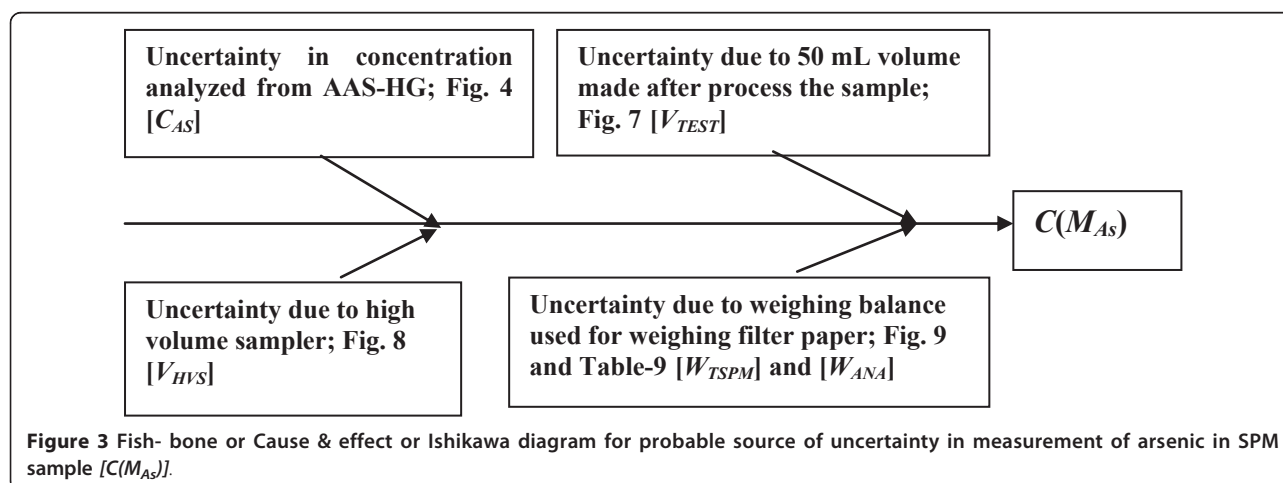 Uncertainty in concentration
analyzed from AAS-HG; Fig. 4
[C_AS]
Uncertainty due to 50 mL volume
made after process the sample;
Fig. 7 [V_TEST]
C(M_As)
Uncertainty due to high
volume sampler; Fig. 8
[V_HVS]
Uncertainty due to weighing balance
used for weighing filter paper; Fig. 9
and Table-9 [W_TSPM] and [W_ANA]
Figure 3 Fish- bone or Cause & effect or Ishikawa diagram for probable source of uncertainty in measurement of arsenic in SPM
sample [C(M_As)].